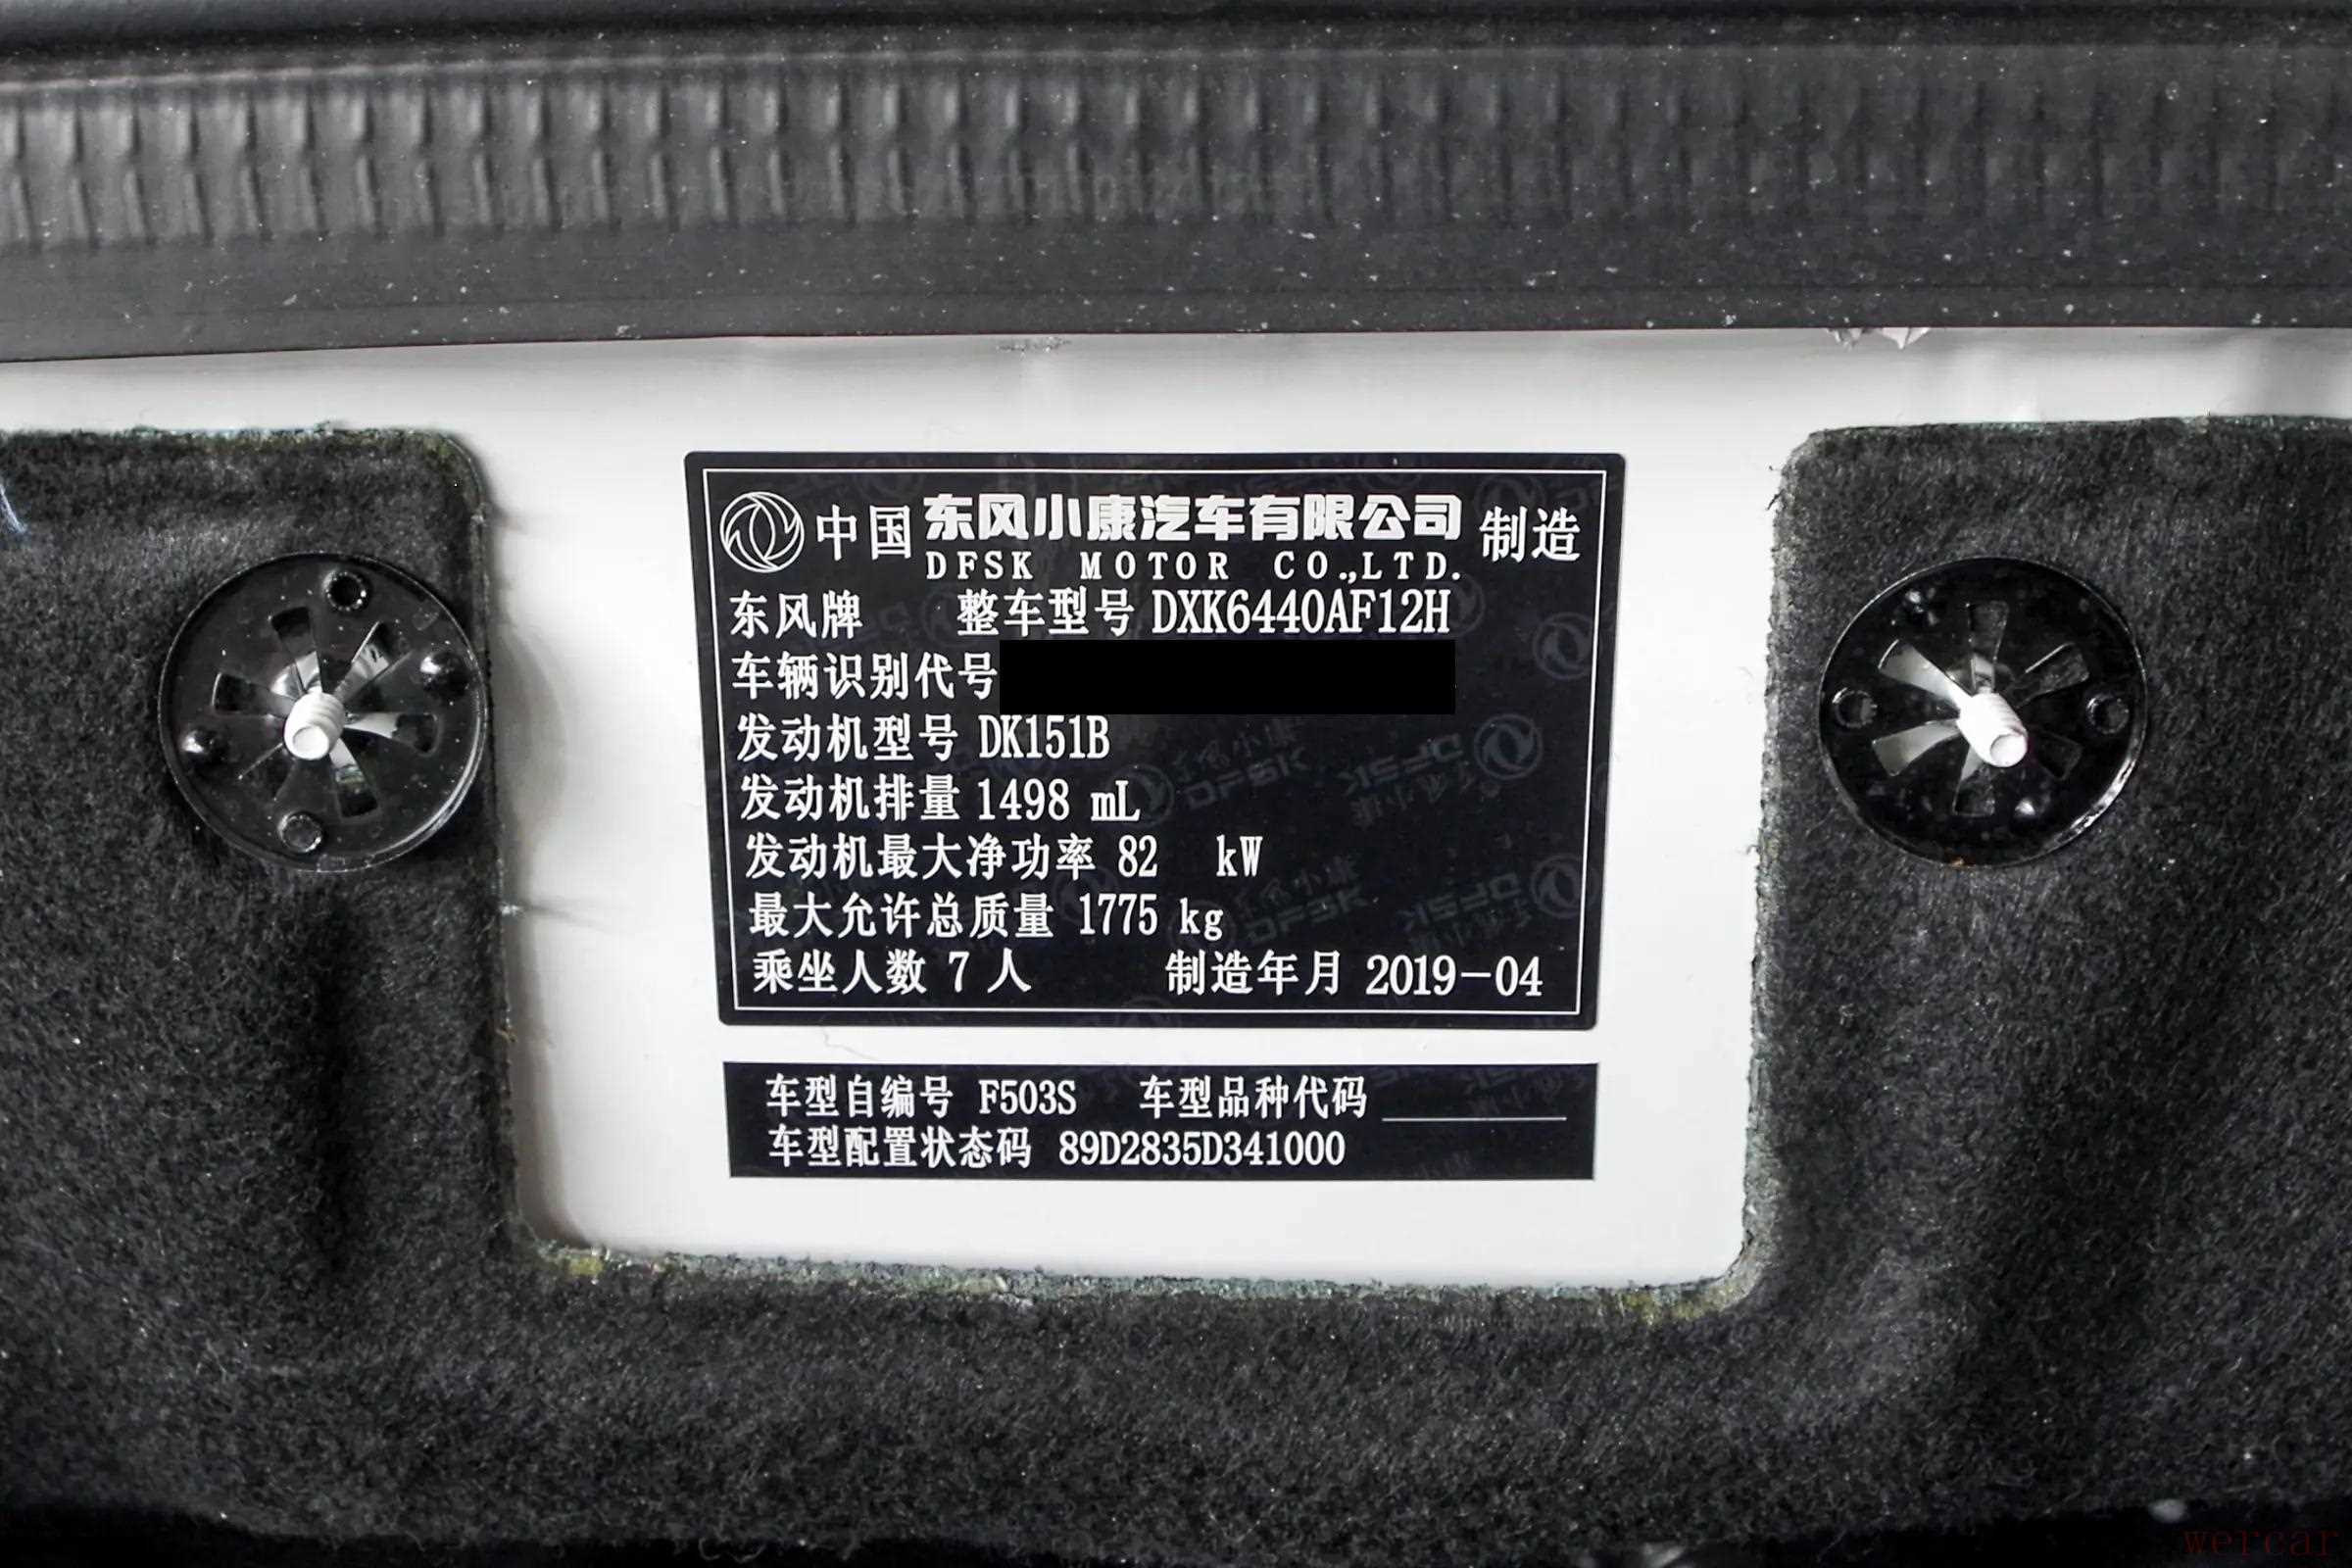 中国 东风小康汽车有限公司 制造
DFSK MOTOR CO.,LTD.
东风牌 整车型号 DXK6440AF12H
车辆识别代号
发动机型号 DK151B
发动机排量 1498 mL
发动机最大净功率 82 kW
最大允许总质量 1775 kg
乘坐人数 7 人 制造年月 2019-04
车型自编号 F503S 车型品种代码
车型配置状态码 89D2835D341000
wercar